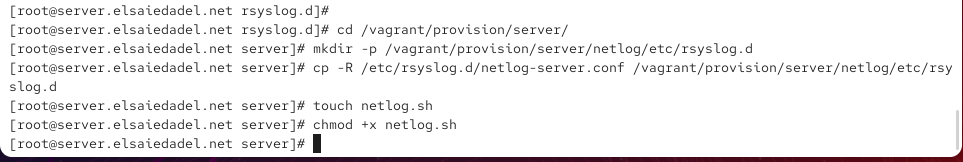 [root@server.elsaiedadel.net rsyslog.d]#
[root@server.elsaiedadel.net rsyslog.d]# cd /vagrant/provision/server/
[root@server.elsaiedadel.net server]# mkdir -p /vagrant/provision/server/netlog/etc/rsyslog.d
[root@server.elsaiedadel.net server]# cp -R /etc/rsyslog.d/netlog-server.conf /vagrant/provision/server/netlog/etc/rsy
slog.d
[root@server.elsaiedadel.net server]# touch netlog.sh
[root@server.elsaiedadel.net server]# chmod +x netlog.sh
[root@server.elsaiedadel.net server]#